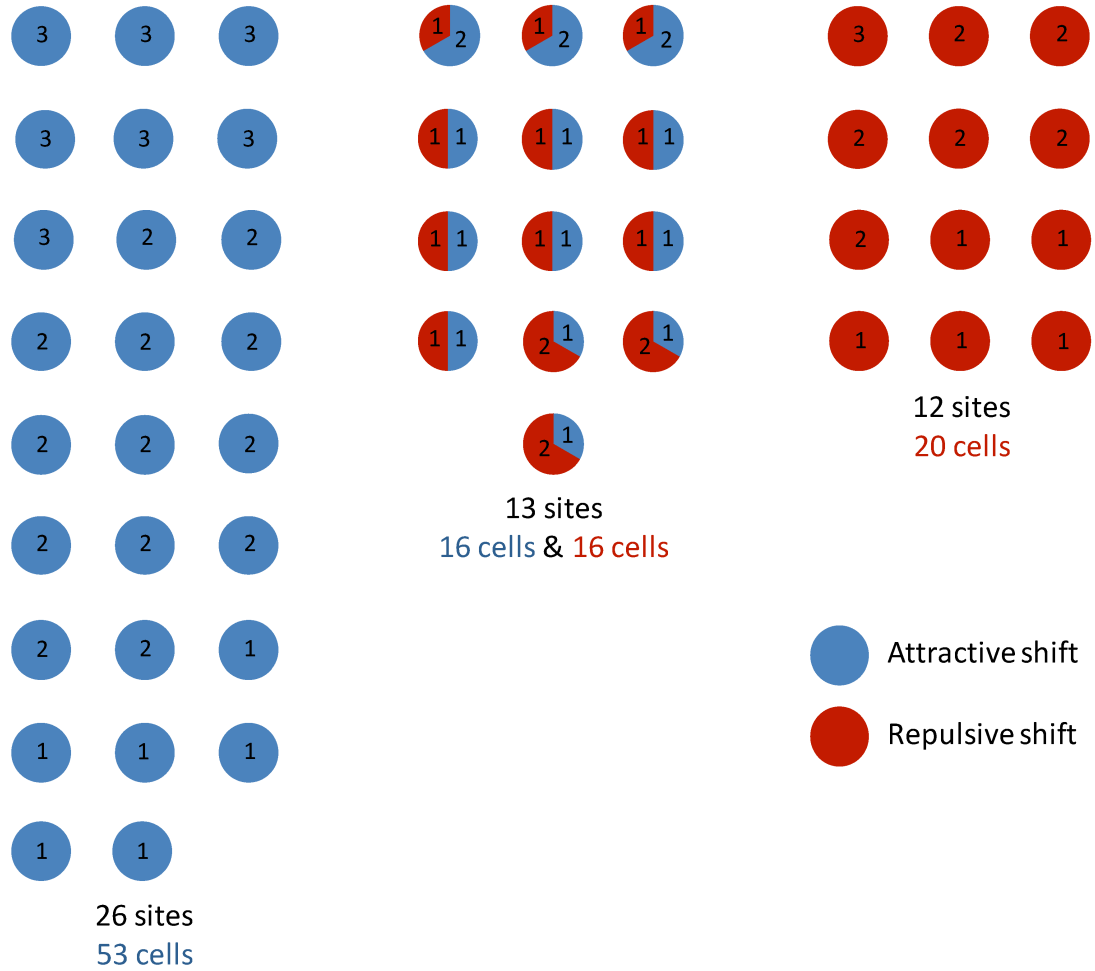 3 3 3
3 3 3
3 2 2
2 2 2
2 2 2
2 2 2
2 2 1
1 1 1
1 1
26 sites
53 cells
1 2 1 2 1 2
1 1 1 1 1 1
1 1 1 1 1 1
1 1 2 1 2 1
2 1
13 sites
16 cells & 16 cells
3 2 2
2 2 2
2 1 1
1 1 1
12 sites
20 cells
Attractive shift
Repulsive shift